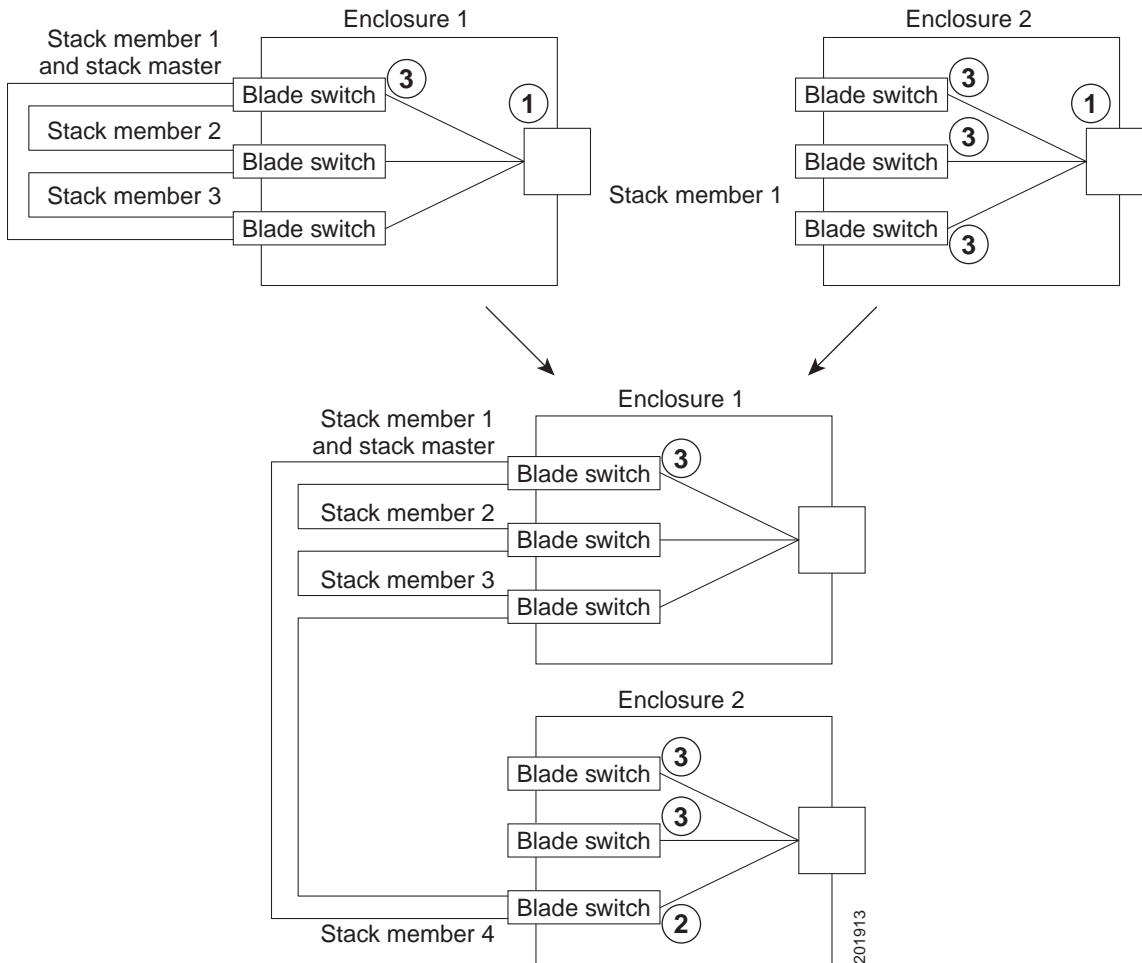 Enclosure 1
Stack member 1
and stack master
3
Blade switch
1
Stack member 2
Blade switch
Stack member 3
Blade switch
Enclosure 2
3
Blade switch
1
3
Blade switch
Stack member 1
Blade switch
3
Enclosure 1
Stack member 1
and stack master
3
Blade switch
Stack member 2
Blade switch
Stack member 3
Blade switch
Enclosure 2
3
Blade switch
3
Blade switch
Blade switch
2
Stack member 4
201913